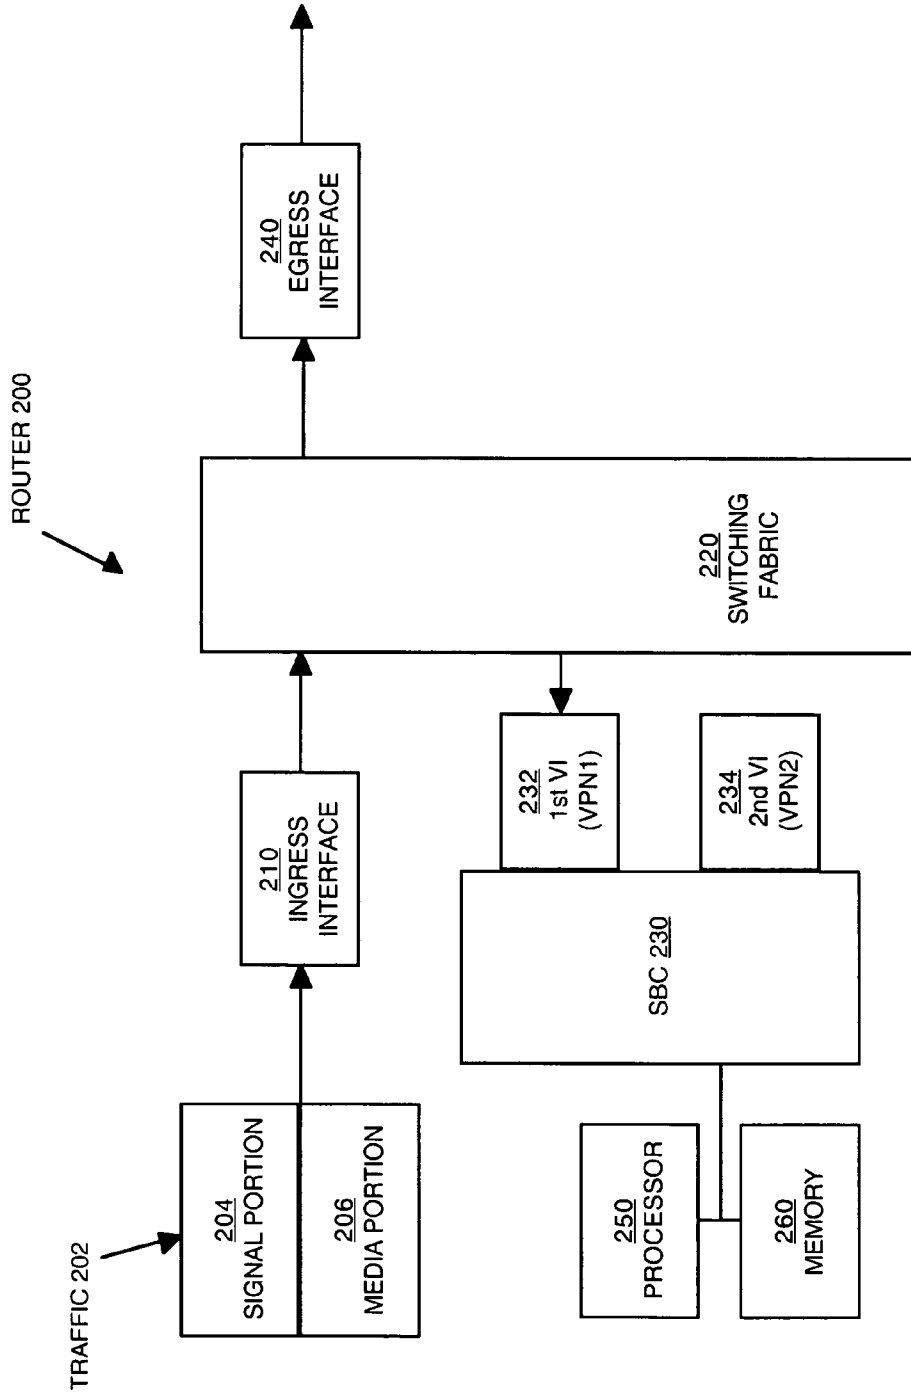 ROUTER 200
TRAFFIC 202
204
SIGNAL PORTION
206
MEDIA PORTION
210
INGRESS
INTERFACE
240
EGRESS
INTERFACE
220
SWITCHING
FABRIC
232
1st VI
(VPN1)
234
2nd VI
(VPN2)
SBC 230
250
PROCESSOR
260
MEMORY